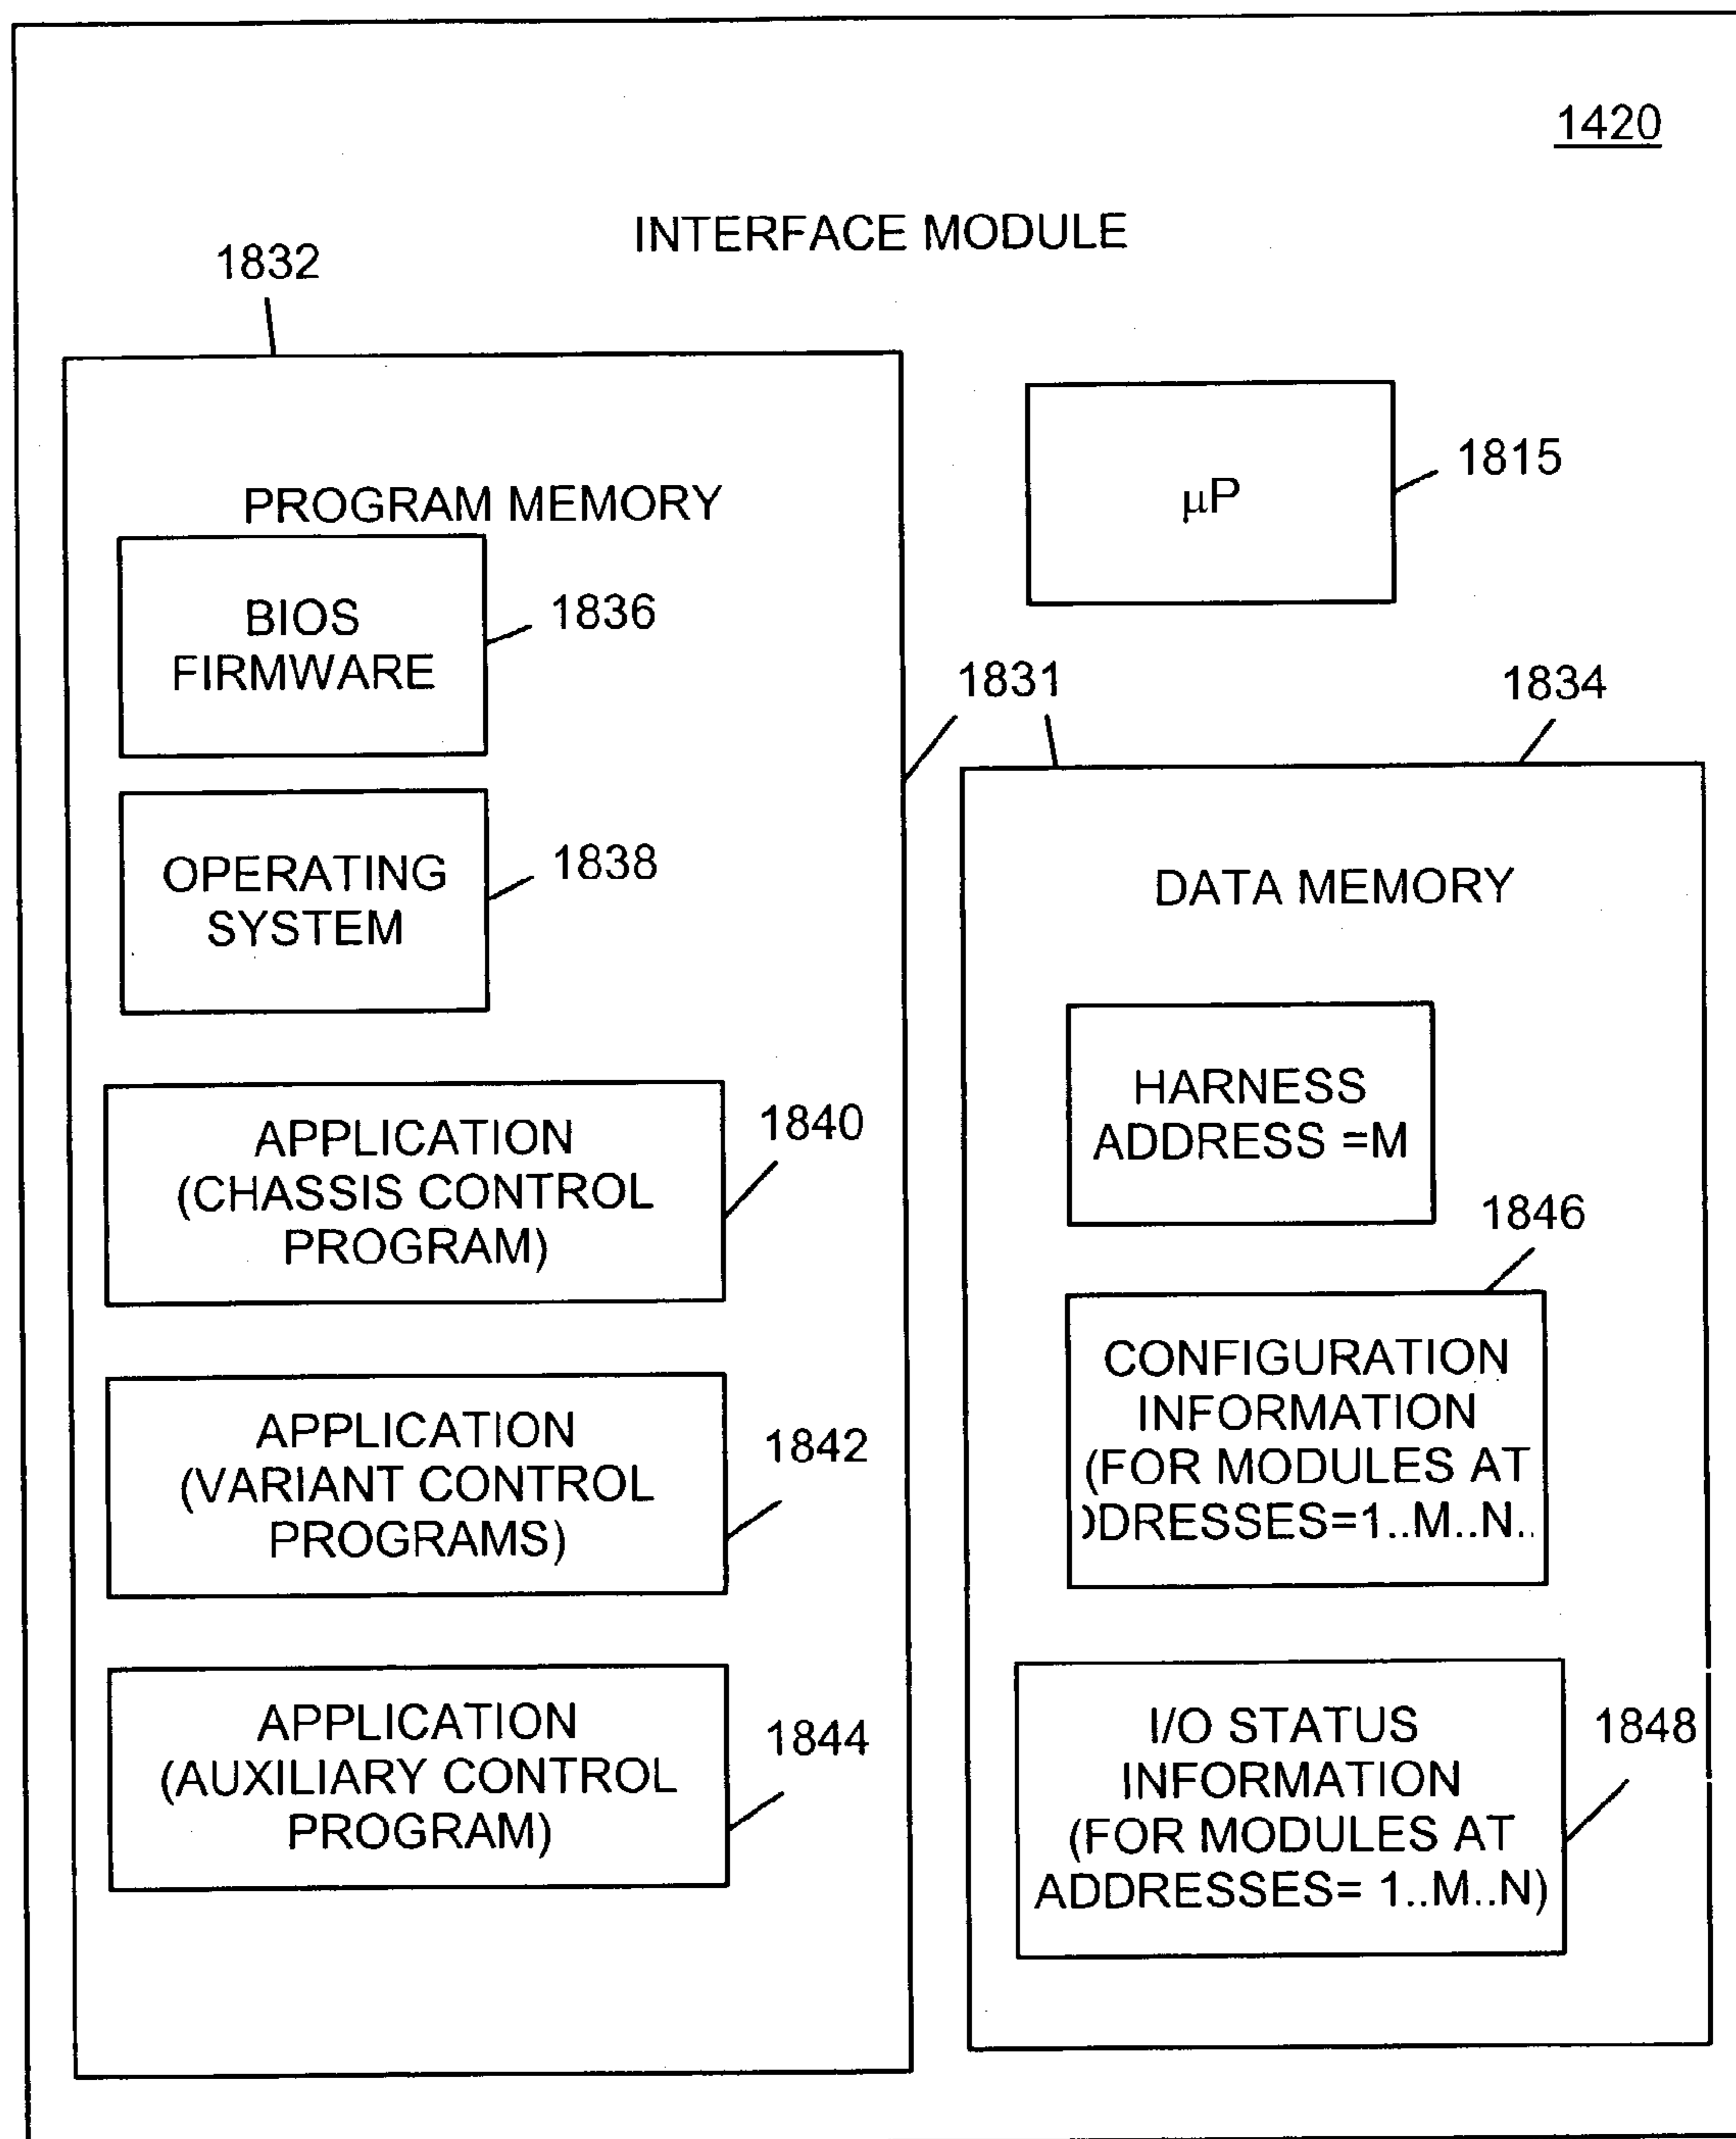 1420
INTERFACE MODULE
1832
PROGRAM MEMORY
BIOS
FIRMWARE
1836
OPERATING
SYSTEM
1838
APPLICATION
(CHASSIS CONTROL
PROGRAM)
1840
APPLICATION
(VARIANT CONTROL
PROGRAMS)
1842
APPLICATION
(AUXILIARY CONTROL
PROGRAM)
1844
µP
1815
1831
1834
DATA MEMORY
HARNESS
ADDRESS =M
1846
CONFIGURATION
INFORMATION
(FOR MODULES AT
DDRESSES=1..M..N..
I/O STATUS
INFORMATION
(FOR MODULES AT
ADDRESSES= 1..M..N)
1848